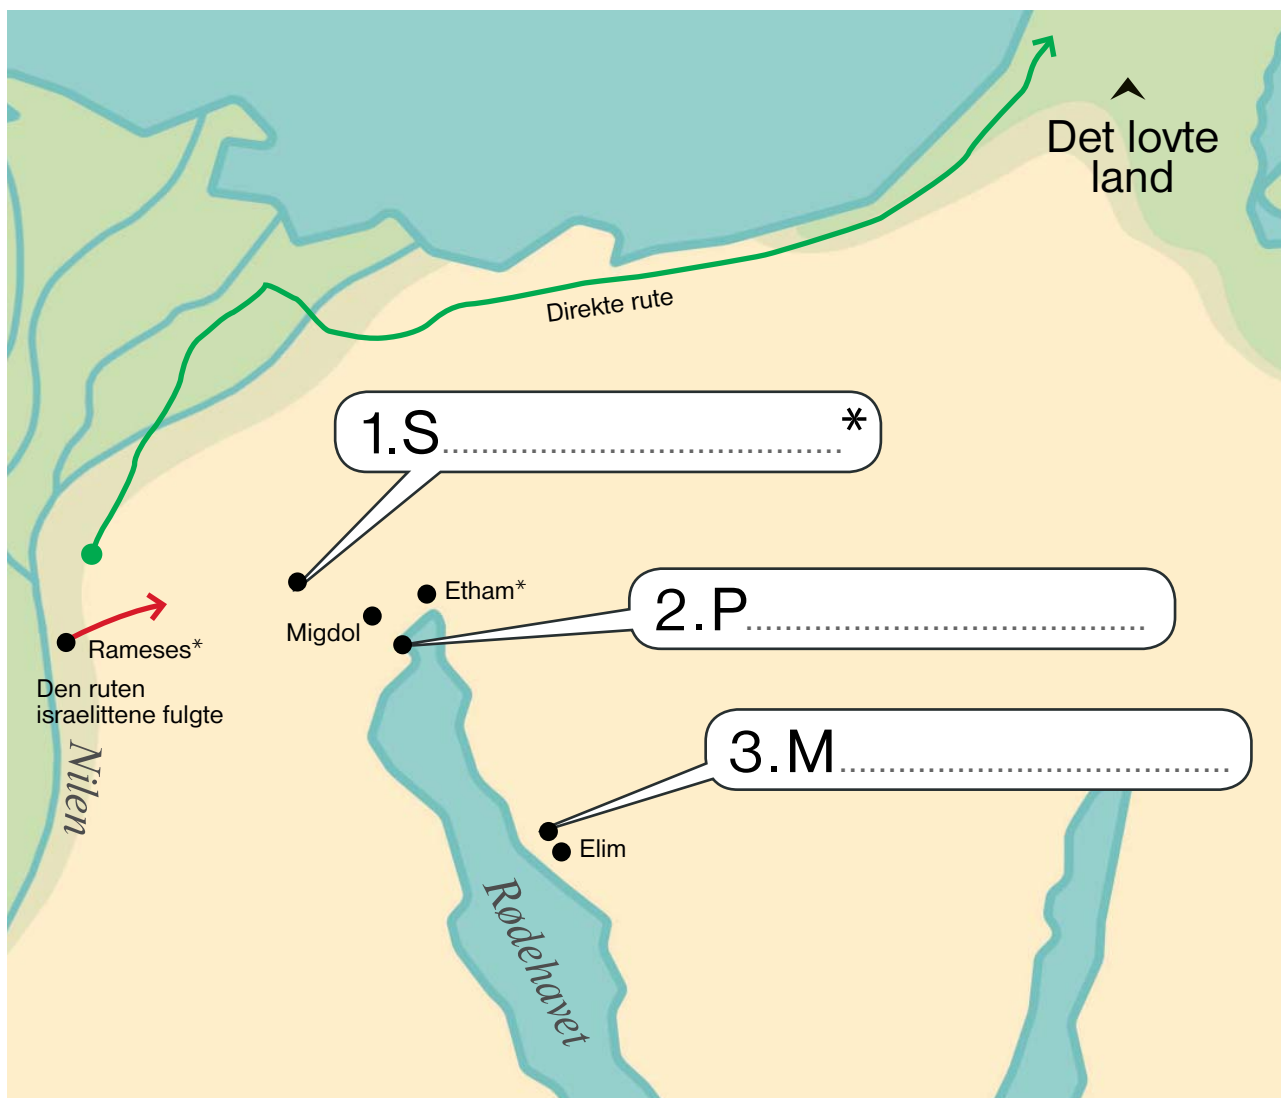 Det lovte
land
Direkte rute
1.S........................................*
Etham*
2.P........................................
Migdol
Rameses*
Den ruten
israelittene fulgte
Nilen
3.M.......................................
Elim
Rødehavet